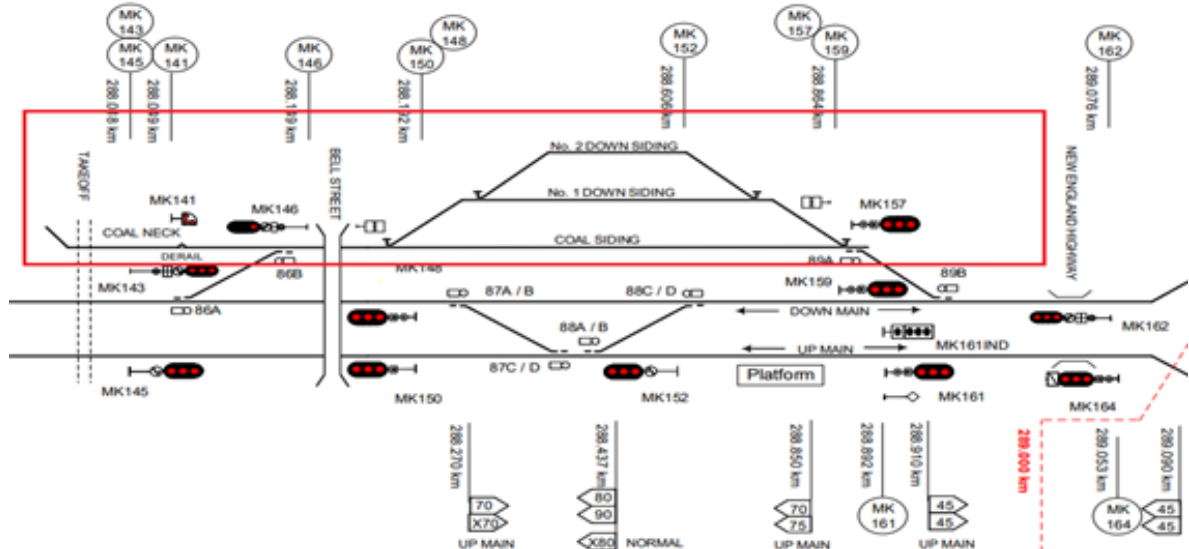 MK
143
MK
145
MK
141
MK
146
MK
150
MK
148
MK
152
MK
157
MK
159
MK
162
288.018 km
288.049 km
288.149 km
288.192 km
288.606 km
288.864 km
289.076 km
No. 2 DOWN SIDING
TAKEOFF
BELL STREET
NEW ENGLAND HIGHWAY
MK141
No. 1 DOWN SIDING
MK146
MK157
COAL NECK
COAL SIDING
DERAIL
86B
MK148
89A
89B
MK143
MK159
87A / B
88C / D
86A
DOWN MAIN
MK162
88A / B
MK161IND
UP MAIN
87C / D
Platform
MK145
MK150
MK152
MK161
MK164
288.270 km
288.437 km
288.850 km
288.892 km
288.910 km
289.000 km
289.053 km
289.090 km
70
X70
80
90
70
75
MK
161
45
45
MK
164
45
45
UP MAIN
X80
NORMAL
UP MAIN
UP MAIN